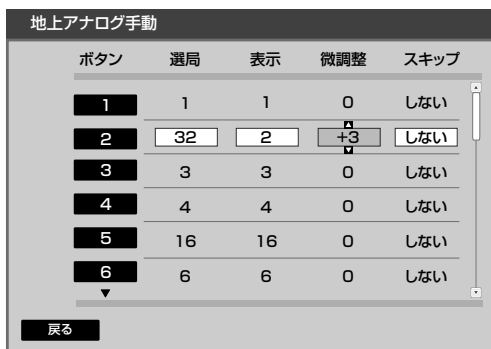 地上アナログ手動
ボタン 選局 表示 微調整 スキップ
1 1 1 0 しない
2 32 2 +3 しない
3 3 3 0 しない
4 4 4 0 しない
5 16 16 0 しない
6 6 6 0 しない
戻る